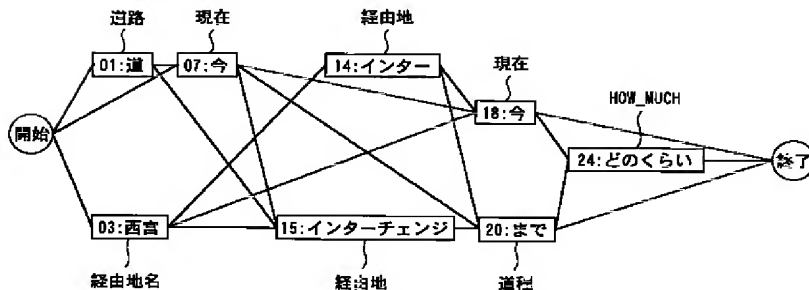 道路
現在
経由地
01:道
07:今
14:インター
現在
18:今
HOW_MUCH
開始
24:どのくらい
終了
03:西宮
15:インターチェンジ
20:まで
経由地名
経由地
道程